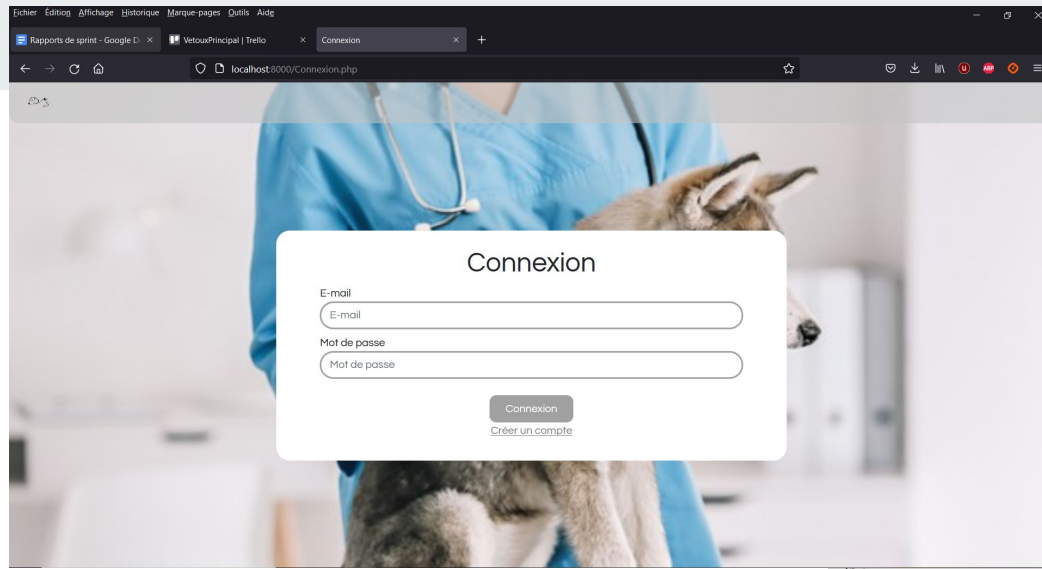 Fichier Édition Affichage Historique Marque-pages Outils Aide
Rapports de sprint - Google D
VetouxPrincipal | Trello
Connexion
localhost:8000/Connexion.php
ABP
Connexion
E-mail
E-mail
Mot de passe
Mot de passe
Connexion
Créer un compte